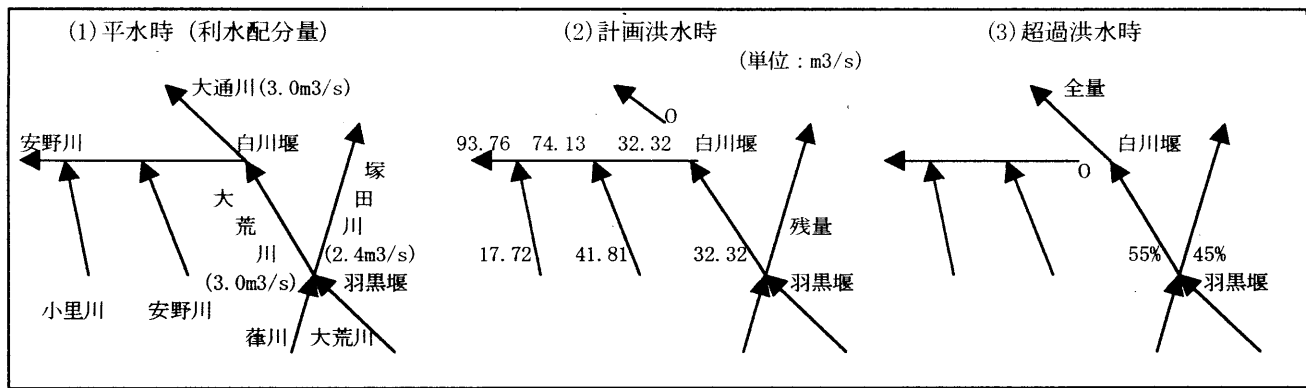 (1)平水時 (利水配分量)
大通川(3.0m3/s)
安野川
白川堰
大荒川
塚田川
(2.4m3/s)
(3.0m3/s)
羽黒堰
小里川
安野川
葎川
大荒川
(2)計画洪水時
(単位：m3/s)
0
93.76
74.13
32.32
白川堰
残量
17.72
41.81
32.32
羽黒堰
(3)超過洪水時
全量
白川堰
0
55%
45%
羽黒堰